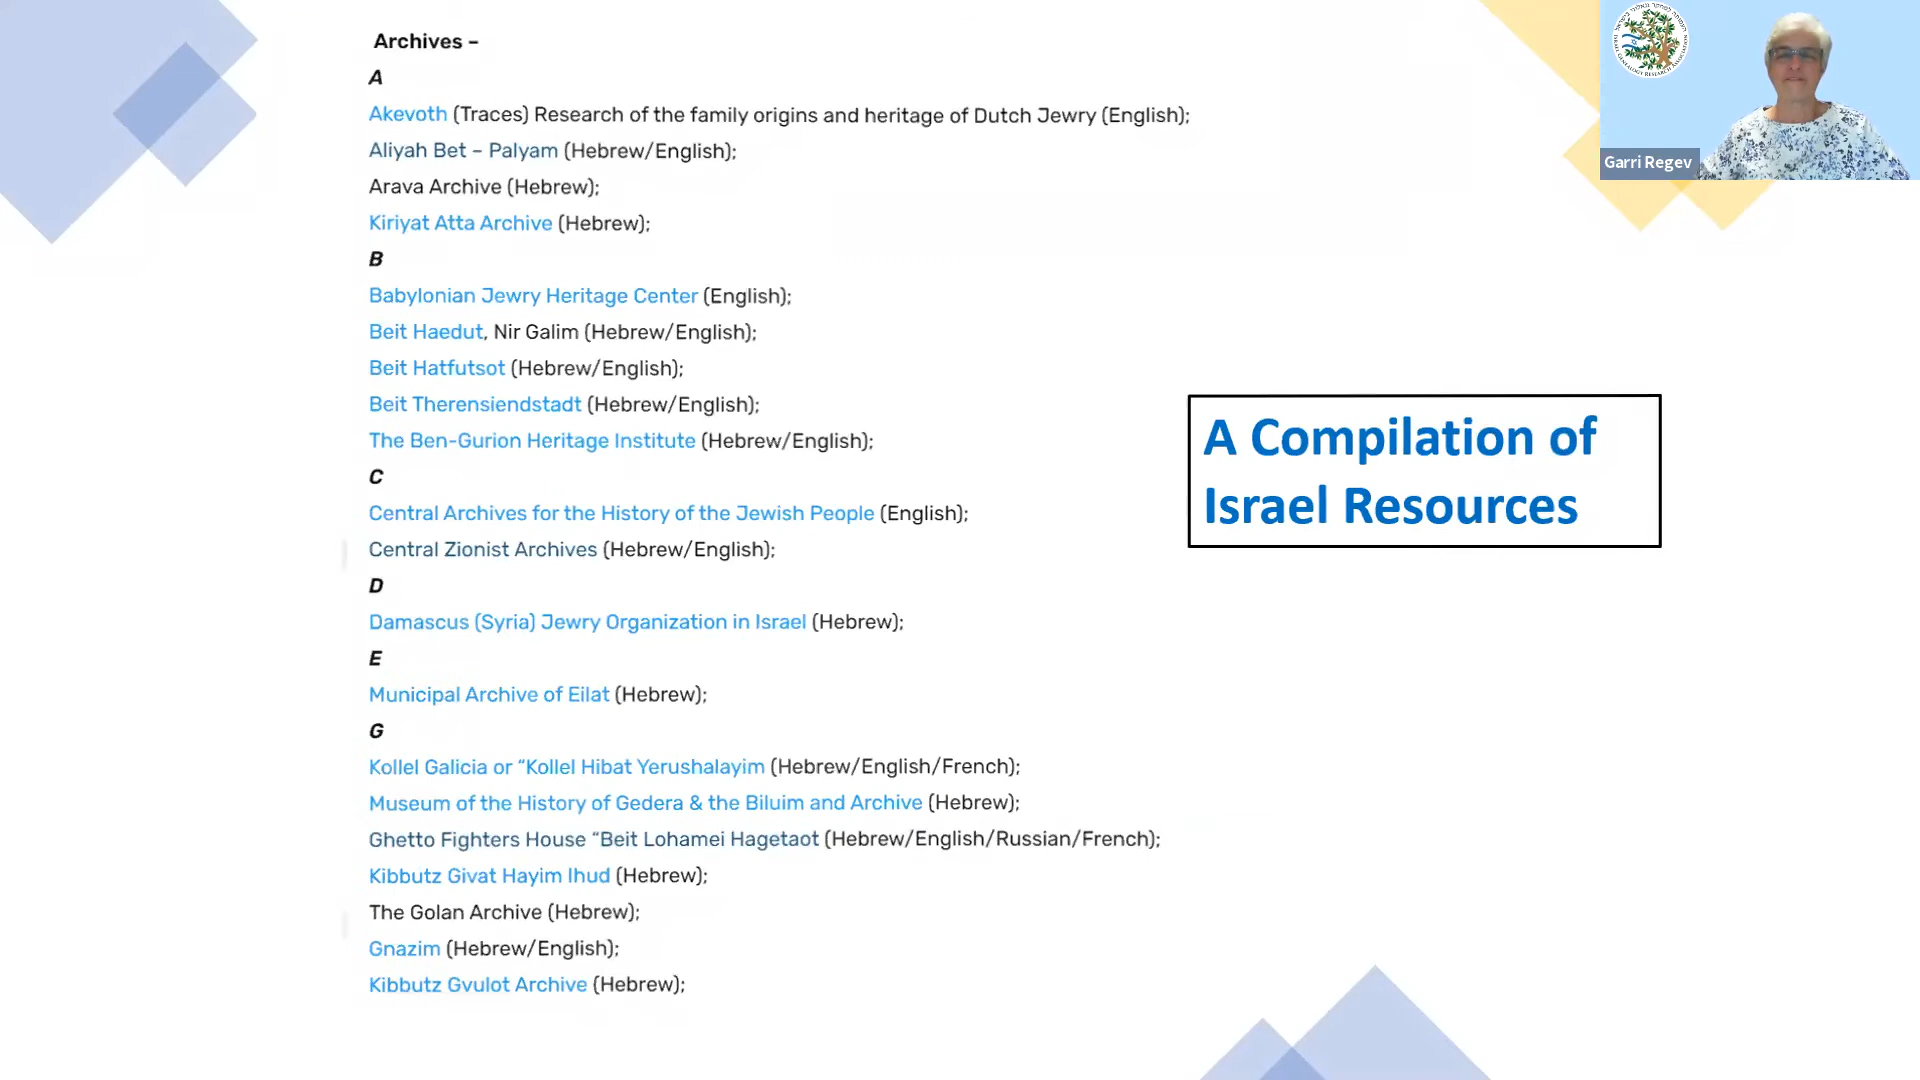 Archives –
A
Akevoth (Traces) Research of the family origins and heritage of Dutch Jewry (English);
Aliyah Bet – Palyam (Hebrew/English);
Arava Archive (Hebrew);
Kiriyat Atta Archive (Hebrew);
B
Babylonian Jewry Heritage Center (English);
Beit Haedut, Nir Galim (Hebrew/English);
Beit Hatfutsot (Hebrew/English);
Beit Therensiendstadt (Hebrew/English);
The Ben-Gurion Heritage Institute (Hebrew/English);
C
Central Archives for the History of the Jewish People (English);
Central Zionist Archives (Hebrew/English);
D
Damascus (Syria) Jewry Organization in Israel (Hebrew);
E
Municipal Archive of Eilat (Hebrew);
G
Kollel Galicia or “Kollel Hibat Yerushalayim (Hebrew/English/French);
Museum of the History of Gedera & the Biluim and Archive (Hebrew);
Ghetto Fighters House “Beit Lohamei Hagetaot (Hebrew/English/Russian/French);
Kibbutz Givat Hayim Ihud (Hebrew);
The Golan Archive (Hebrew);
Gnazim (Hebrew/English);
Kibbutz Gvulot Archive (Hebrew);
A Compilation of
Israel Resources
Garri Regev
ISRAEL GENEALOGY RESEARCH ASSOCIATION